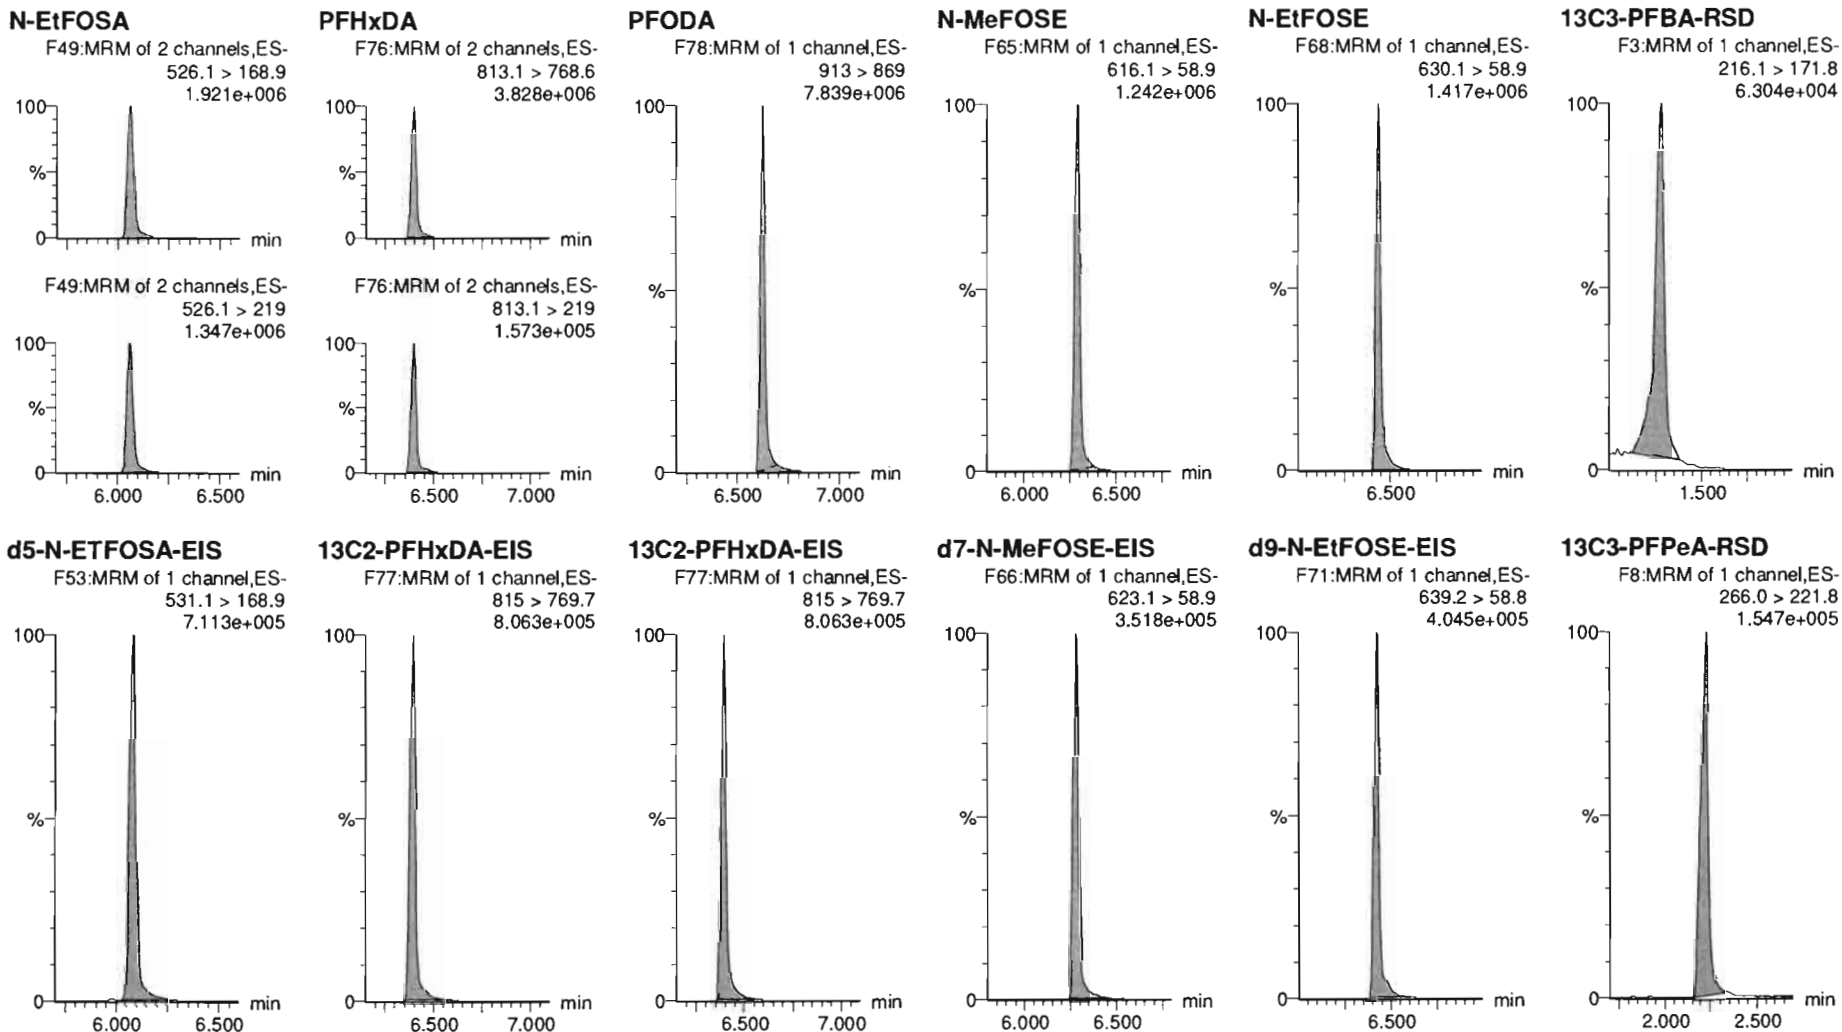 N-EtFOSA
F49:MRM of 2 channels,ES-
526.1 > 168.9
1.921e+006
100
%
0
min
F49:MRM of 2 channels,ES-
526.1 > 219
1.347e+006
100
%
0
min
6.000 6.500
PFHxDA
F76:MRM of 2 channels,ES-
813.1 > 768.6
3.828e+006
100
%
0
min
F76:MRM of 2 channels,ES-
813.1 > 219
1.573e+005
100
%
0
min
6.500 7.000
PFODA
F78:MRM of 1 channel,ES-
913 > 869
7.839e+006
100
%
0
min
6.500 7.000
N-MeFOSE
F65:MRM of 1 channel,ES-
616.1 > 58.9
1.242e+006
100
%
0
min
6.000 6.500
N-EtFOSE
F68:MRM of 1 channel,ES-
630.1 > 58.9
1.417e+006
100
%
0
min
6.500
13C3-PFBA-RSD
F3:MRM of 1 channel,ES-
216.1 > 171.8
6.304e+004
100
%
0
min
1.500
d5-N-ETFOSA-EIS
F53:MRM of 1 channel,ES-
531.1 > 168.9
7.113e+005
100
%
0
min
6.000 6.500
13C2-PFHxDA-EIS
F77:MRM of 1 channel,ES-
815 > 769.7
8.063e+005
100
%
0
min
6.500 7.000
13C2-PFHxDA-EIS
F77:MRM of 1 channel,ES-
815 > 769.7
8.063e+005
100
%
0
min
6.500 7.000
d7-N-MeFOSE-EIS
F66:MRM of 1 channel,ES-
623.1 > 58.9
3.518e+005
100
%
0
min
6.000 6.500
d9-N-EtFOSE-EIS
F71:MRM of 1 channel,ES-
639.2 > 58.8
4.045e+005
100
%
0
min
6.500
13C3-PFPeA-RSD
F8:MRM of 1 channel,ES-
266.0 > 221.8
1.547e+005
100
%
0
min
2.000 2.500